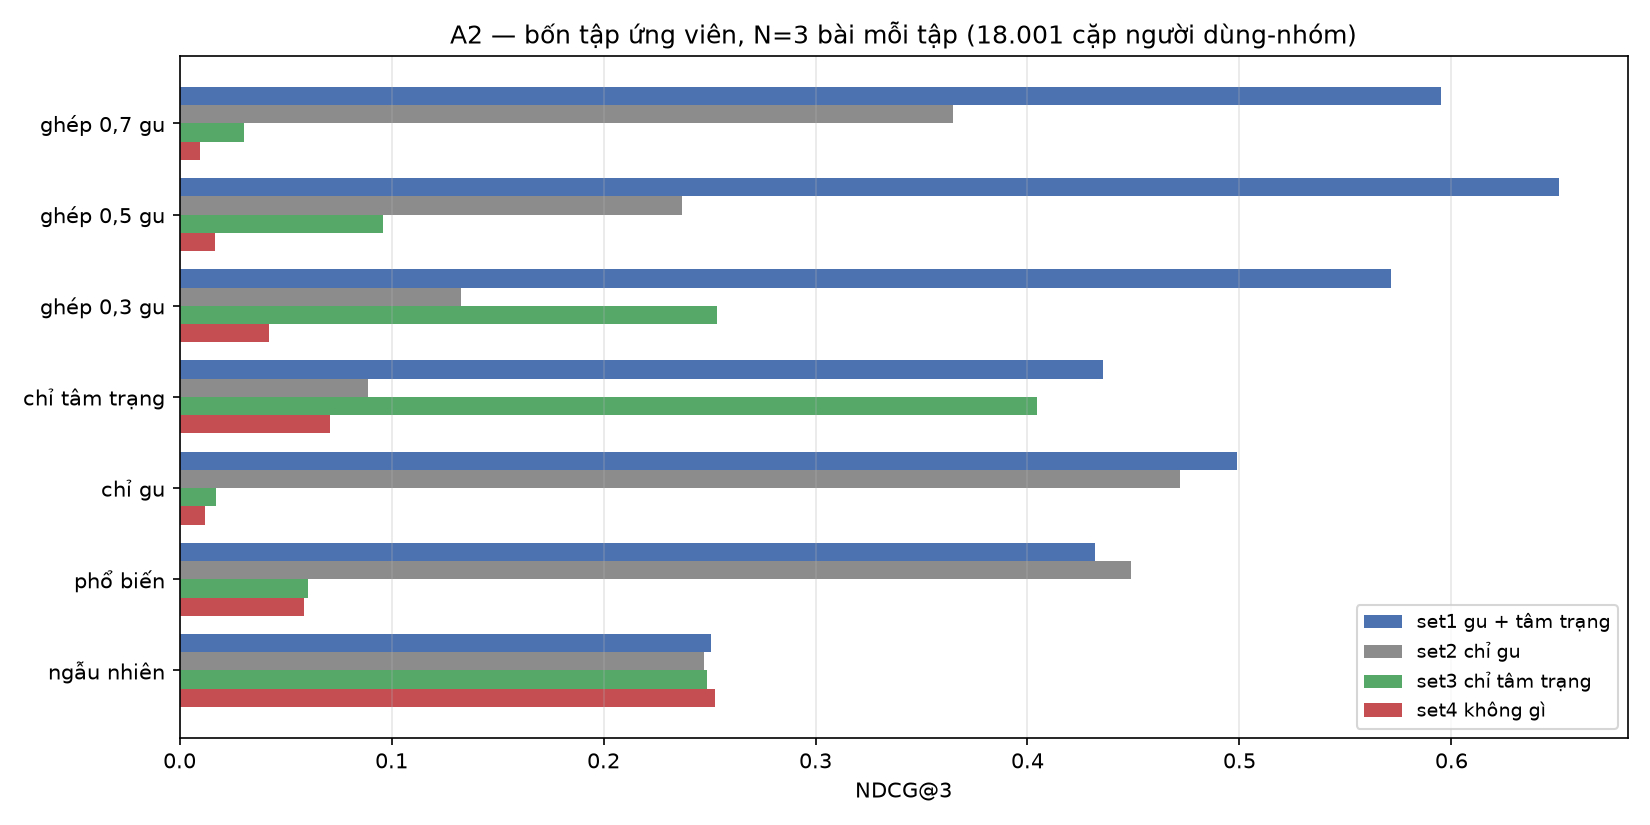 A2 — bốn tập ứng viên, N=3 bài mỗi tập (18.001 cặp người dùng-nhóm)
ghép 0,7 gu
ghép 0,5 gu
ghép 0,3 gu
chỉ tâm trạng
chỉ gu
phổ biến
ngẫu nhiên
set1 gu + tâm trạng
set2 chỉ gu
set3 chỉ tâm trạng
set4 không gì
0.0 0.1 0.2 0.3 0.4 0.5 0.6
NDCG@3